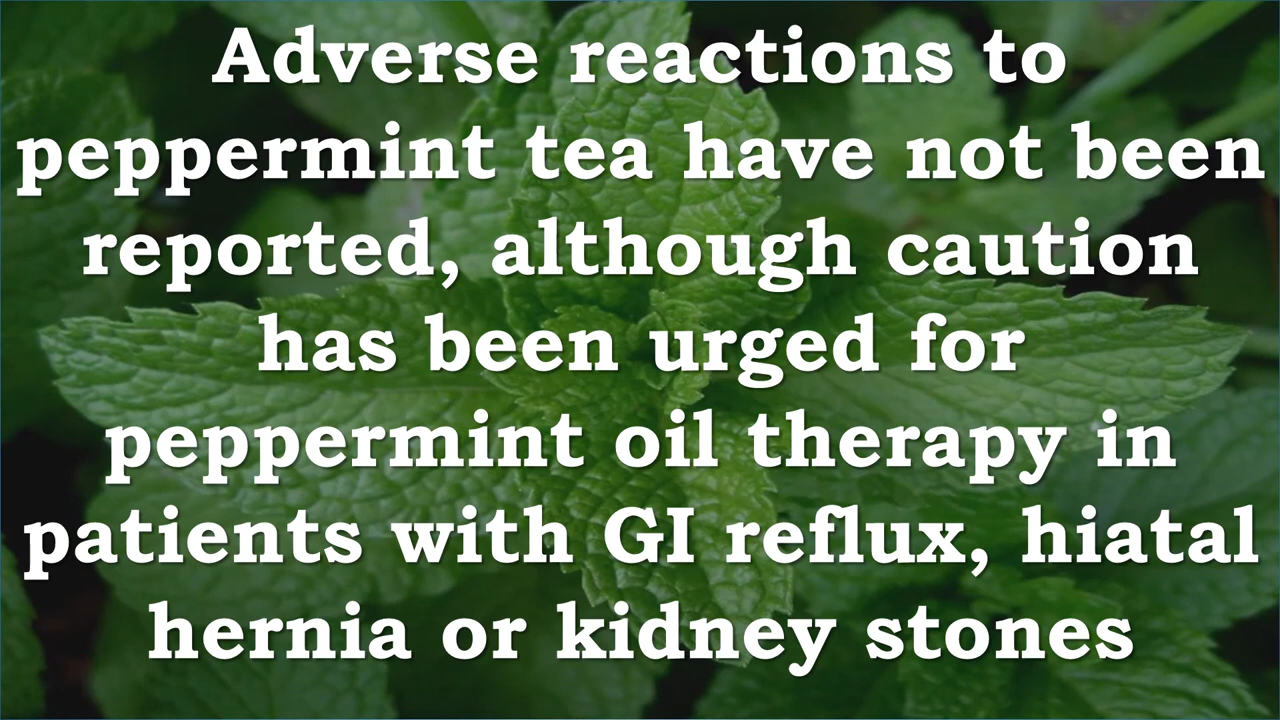 Adverse reactions to
peppermint tea have not been
reported, although caution
has been urged for
peppermint oil therapy in
patients with GI reflux, hiatal
hernia or kidney stones